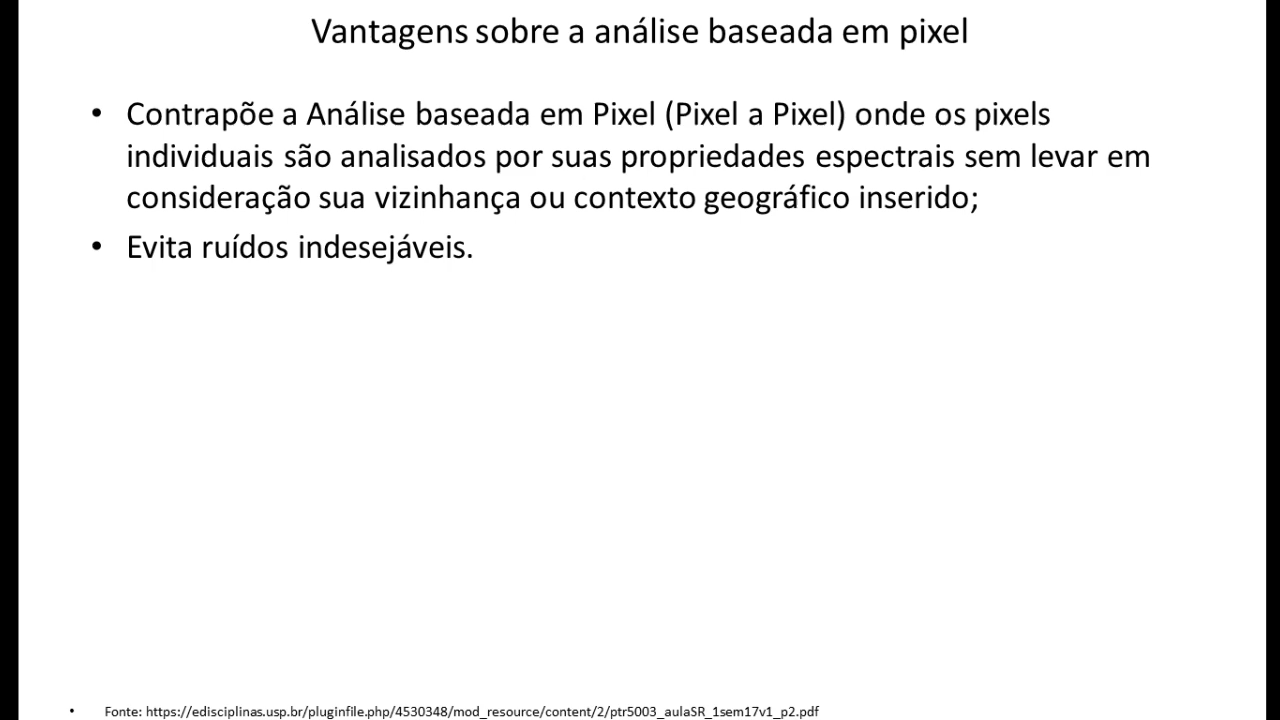 Vantagens sobre a análise baseada em pixel
• Contrapõe a Análise baseada em Pixel (Pixel a Pixel) onde os pixels
individuais são analisados por suas propriedades espectrais sem levar em
consideração sua vizinhança ou contexto geográfico inserido;
• Evita ruídos indesejáveis.
• Fonte: https://edisciplinas.usp.br/pluginfile.php/4530348/mod_resource/content/2/ptr5003_aulaSR_1sem17v1_p2.pdf